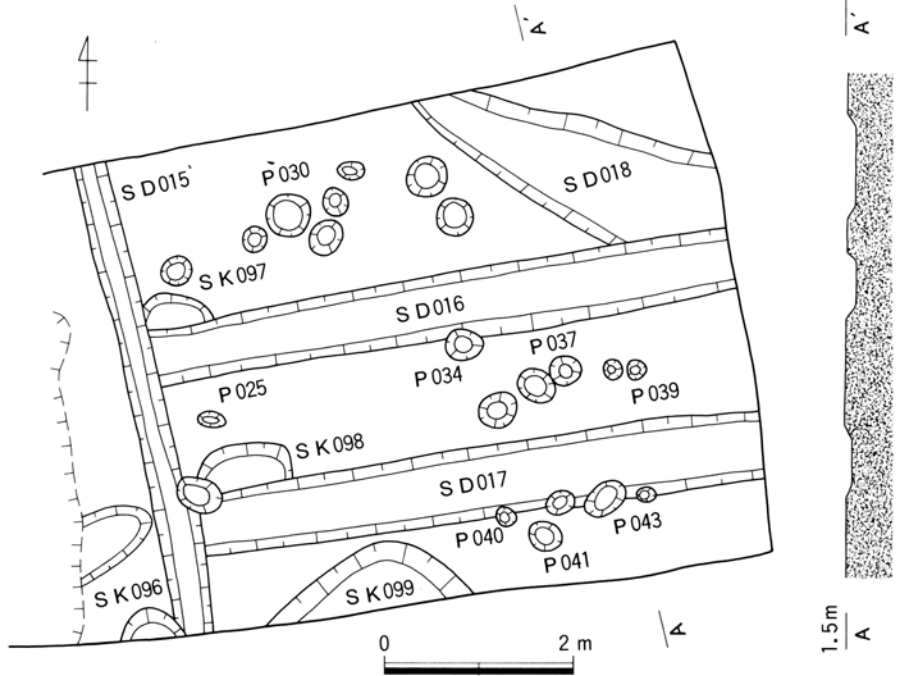 A'
A'
SD015
P030
SD018
SK097
SD016
P037
P034
P025
P039
SK098
SD017
P040
P043
P041
SK096
SK099
A
1.5m
A
0 2 m